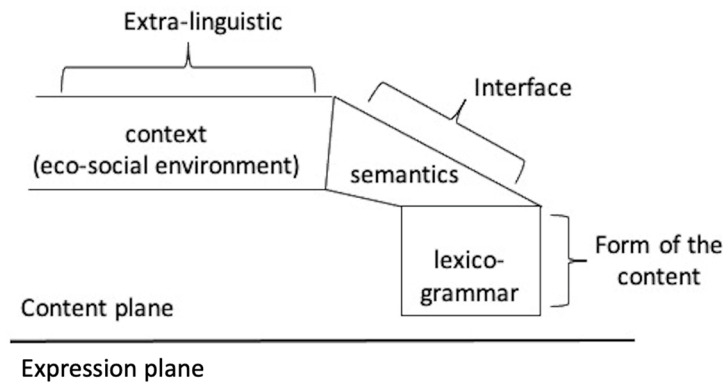 Extra-linguistic
Interface
context
(eco-social environment)
semantics
lexico-
grammar
Form of the
content
Content plane
Expression plane